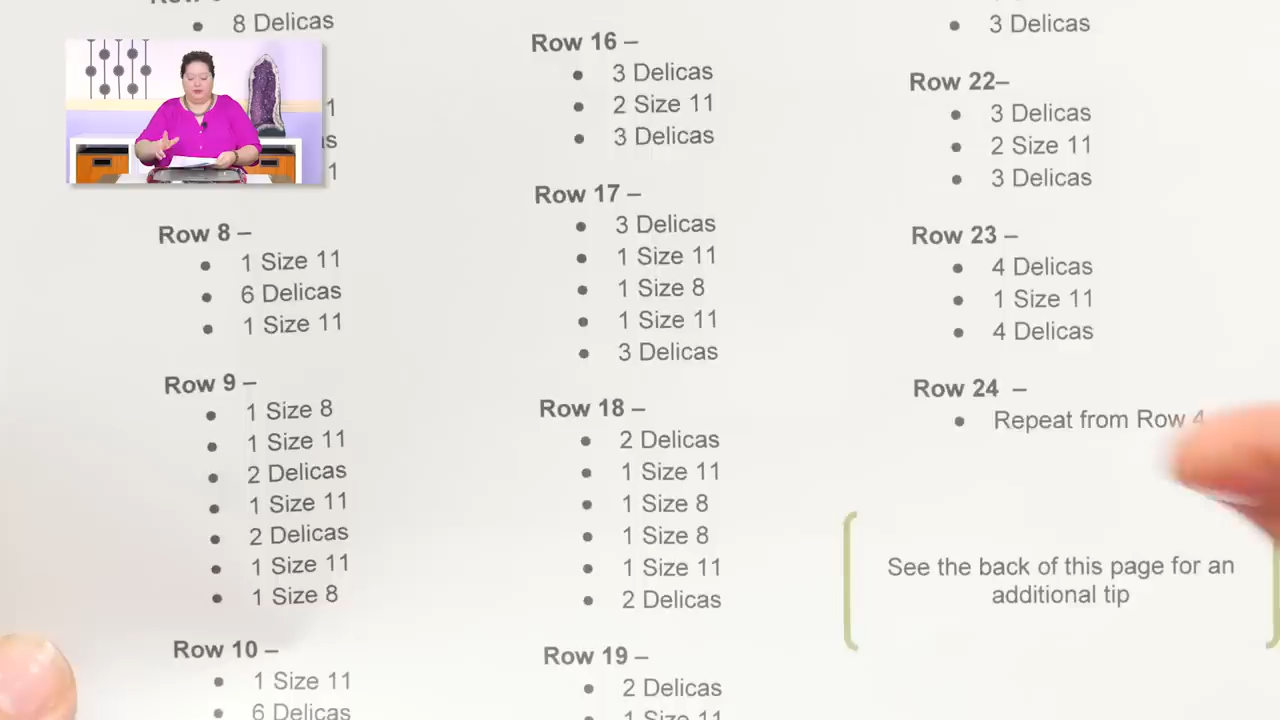 8 Delicas
1
1
Row 8 –
• 1 Size 11
• 6 Delicas
• 1 Size 11
Row 9 –
• 1 Size 8
• 1 Size 11
• 2 Delicas
• 1 Size 11
• 2 Delicas
• 1 Size 11
• 1 Size 8
Row 10 –
• 1 Size 11
• 6 Delicas
Row 16 –
• 3 Delicas
• 2 Size 11
• 3 Delicas
Row 17 –
• 3 Delicas
• 1 Size 11
• 1 Size 8
• 1 Size 11
• 3 Delicas
Row 18 –
• 2 Delicas
• 1 Size 11
• 1 Size 8
• 1 Size 8
• 1 Size 11
• 2 Delicas
Row 19 –
• 2 Delicas
• 1 Size 11
• 3 Delicas
Row 22–
• 3 Delicas
• 2 Size 11
• 3 Delicas
Row 23 –
• 4 Delicas
• 1 Size 11
• 4 Delicas
Row 24 –
• Repeat from Row 4
See the back of this page for an
additional tip